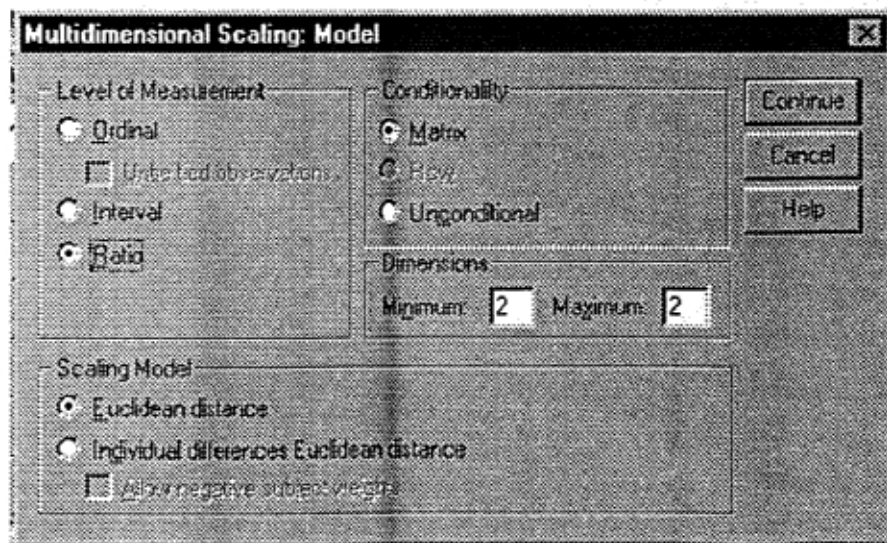 Multidimensional Scaling: Model
Level of Measurement
Ordinal
Untie tied observations
Interval
Ratio
Conditionality
Matrix
Row
Unconditional
Dimensions
Minimum: 2 Maximum: 2
Scaling Model
Euclidean distance
Individual differences Euclidean distance
Allow negative subject weights
Continue
Cancel
Help